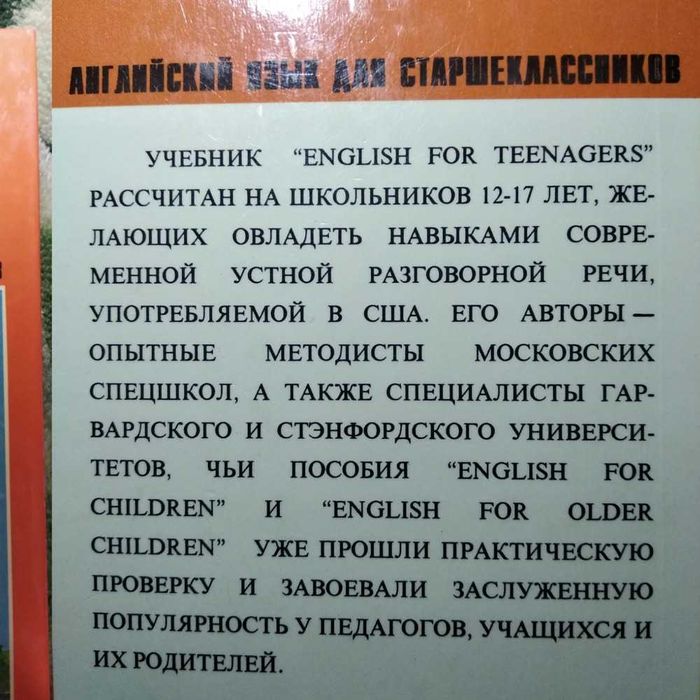 АНГЛИЙСКИЙ ЯЗЫК ДЛЯ СТАРШЕКЛАССНИКОВ
УЧЕБНИК “ENGLISH FOR TEENAGERS”
РАССЧИТАН НА ШКОЛЬНИКОВ 12-17 ЛЕТ, ЖЕ-
ЛАЮЩИХ ОВЛАДЕТЬ НАВЫКАМИ СОВРЕ-
МЕННОЙ УСТНОЙ РАЗГОВОРНОЙ РЕЧИ,
УПОТРЕБЛЯЕМОЙ В США. ЕГО АВТОРЫ —
ОПЫТНЫЕ МЕТОДИСТЫ МОСКОВСКИХ
СПЕЦШКОЛ, А ТАКЖЕ СПЕЦИАЛИСТЫ ГАР-
ВАРДСКОГО И СТЭНФОРДСКОГО УНИВЕРСИ-
ТЕТОВ, ЧЬИ ПОСОБИЯ “ENGLISH FOR
CHILDREN” И “ENGLISH FOR OLDER
CHILDREN” УЖЕ ПРОШЛИ ПРАКТИЧЕСКУЮ
ПРОВЕРКУ И ЗАВОЕВАЛИ ЗАСЛУЖЕННУЮ
ПОПУЛЯРНОСТЬ У ПЕДАГОГОВ, УЧАЩИХСЯ И
ИХ РОДИТЕЛЕЙ.